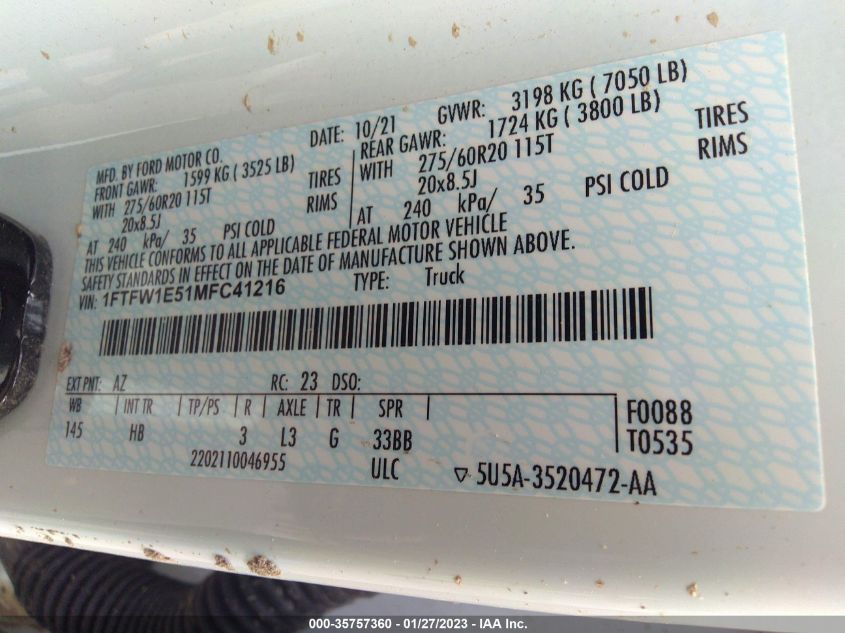 MFD. BY FORD MOTOR CO.
DATE: 10/21 GVWR: 3198 KG ( 7050 LB)
FRONT GAWR: 1599 KG ( 3525 LB)
WITH 275/60R20 115T TIRES
20x8.5J RIMS
AT 240 kPa/ 35 PSI COLD
REAR GAWR: 1724 KG ( 3800 LB)
WITH 275/60R20 115T TIRES
20x8.5J RIMS
AT 240 kPa/ 35 PSI COLD
THIS VEHICLE CONFORMS TO ALL APPLICABLE FEDERAL MOTOR VEHICLE
SAFETY STANDARDS IN EFFECT ON THE DATE OF MANUFACTURE SHOWN ABOVE.
VIN: 1FTFW1E51MFC41216 TYPE: Truck
EXT PNT: AZ RC: 23 DSO:
WB | INT TR | TP/PS | R | AXLE | TR | SPR
145 HB 3 L3 G 33BB
F0088
T0535
2202110046955 ULC ▽ 5U5A-3520472-AA
000-35757360 - 01/27/2023 - IAA Inc.